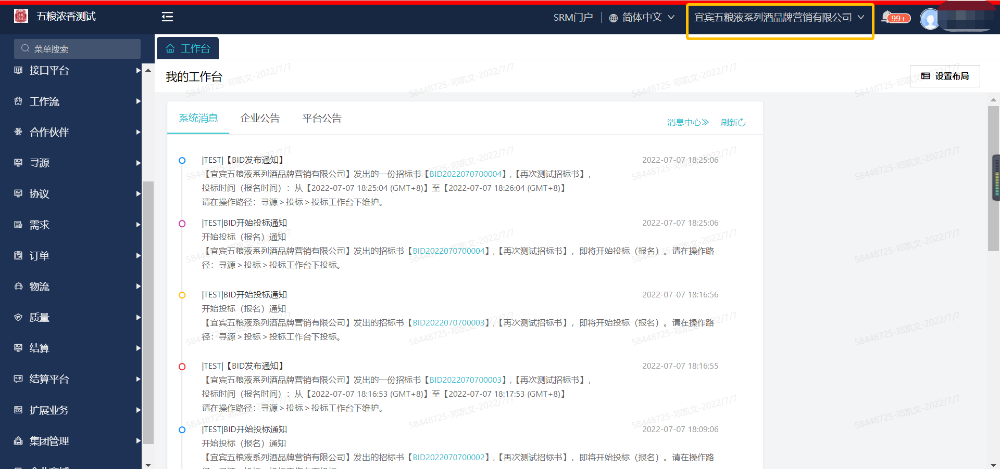 五粮浓香测试
SRM门户
简体中文
宜宾五粮液系列酒品牌营销有限公司
99+
菜单搜索
工作台
接口平台
工作流
合作伙伴
寻源
协议
需求
订单
物流
质量
结算
结算平台
扩展业务
集团管理
我的工作台
设置布局
系统消息 企业公告 平台公告
消息中心 刷新
|TEST|【BID发布通知】 2022-07-07 18:25:06
【宜宾五粮液系列酒品牌营销有限公司】发出的一份招标书【BID2022070700004】,【再次测试招标书】,
投标时间（报名时间）：从【2022-07-07 18:25:04 (GMT+8)】至【2022-07-07 18:26:04 (GMT+8)】
请在操作路径：寻源 > 投标 > 投标工作台下维护。
|TEST|BID开始投标通知 2022-07-07 18:25:06
开始投标（报名）通知
【宜宾五粮液系列酒品牌营销有限公司】发出的招标书【BID2022070700004】,【再次测试招标书】，即将开始投标（报名）。请在操作路
径：寻源 > 投标 > 投标工作台下投标。
|TEST|BID开始投标通知 2022-07-07 18:16:56
开始投标（报名）通知
【宜宾五粮液系列酒品牌营销有限公司】发出的招标书【BID2022070700003】,【再次测试招标书】，即将开始投标（报名）。请在操作路
径：寻源 > 投标 > 投标工作台下投标。
|TEST|【BID发布通知】 2022-07-07 18:16:55
【宜宾五粮液系列酒品牌营销有限公司】发出的一份招标书【BID2022070700003】,【再次测试招标书】,
投标时间（报名时间）：从【2022-07-07 18:16:53 (GMT+8)】至【2022-07-07 18:17:53 (GMT+8)】
请在操作路径：寻源 > 投标 > 投标工作台下维护。
|TEST|BID开始投标通知 2022-07-07 18:09:06
开始投标（报名）通知
【宜宾五粮液系列酒品牌营销有限公司】发出的招标书【BID2022070700002】,【再次测试招标书】，即将开始投标（报名）。请在操作路
58448725-邓凯文-2022/7/7